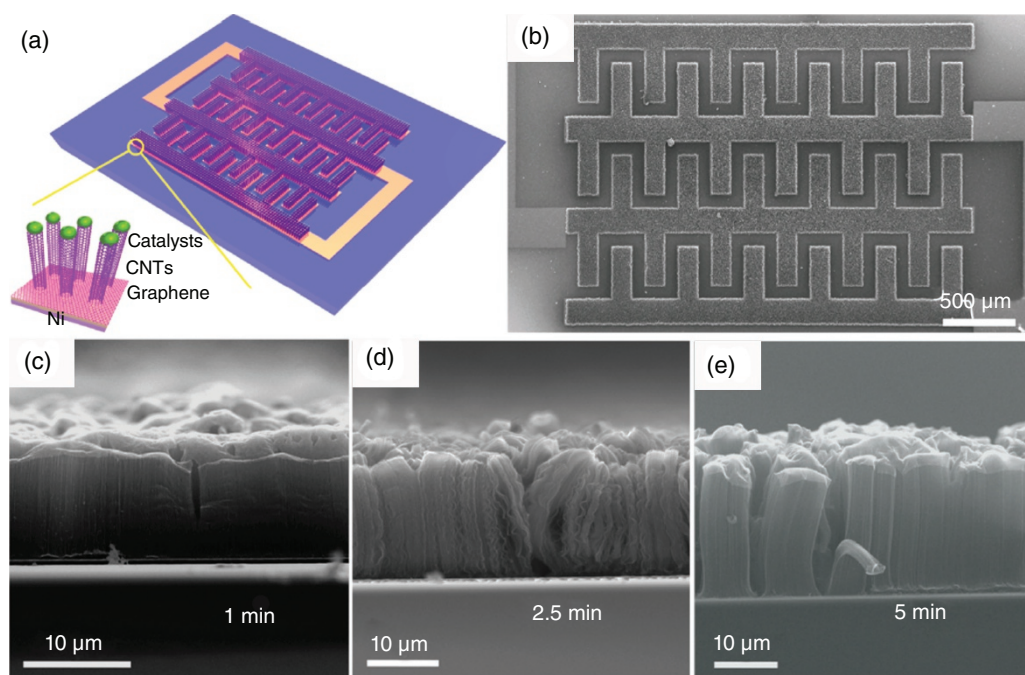 (a)
Catalysts
CNTs
Graphene
Ni
(b)
500 µm
(c)
1 min
10 µm
(d)
2.5 min
10 µm
(e)
5 min
10 µm